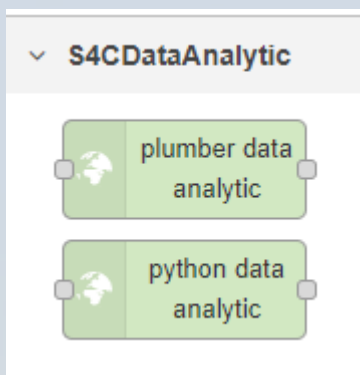 S4CDataAnalytic
plumber data
analytic
python data
analytic